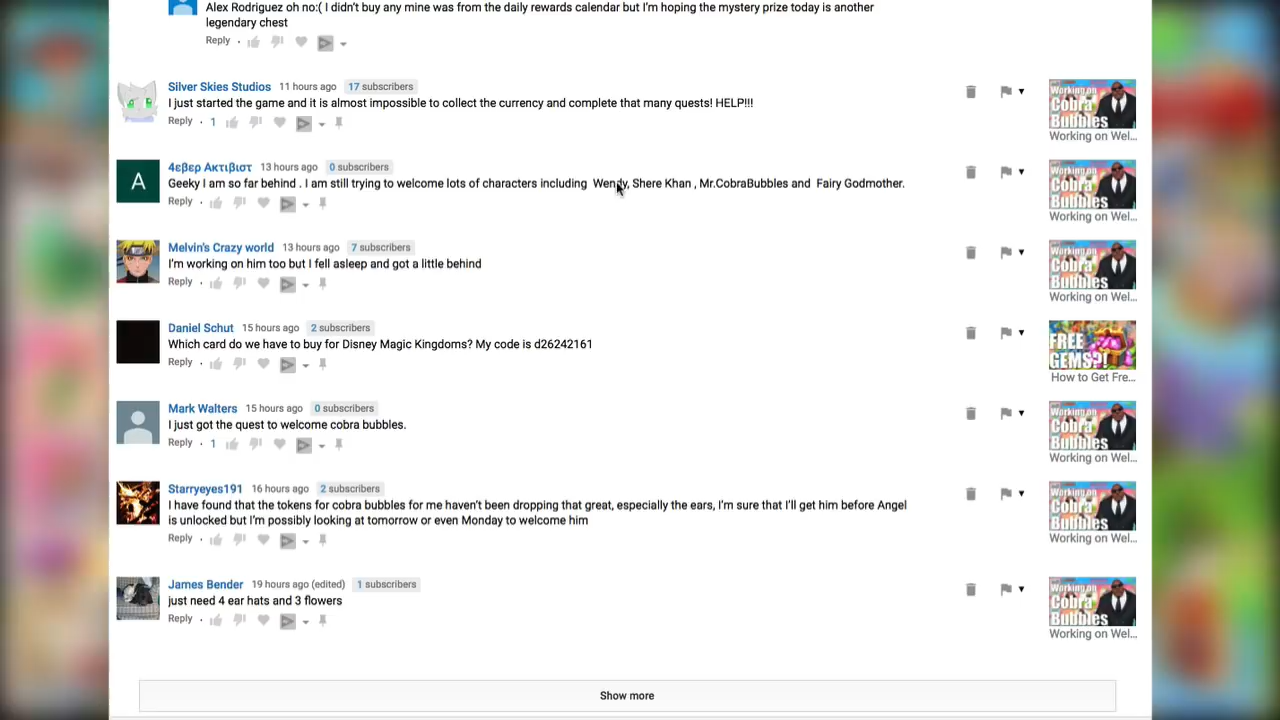 Alex Rodriguez oh no:( I didn't buy any mine was from the daily rewards calendar but I'm hoping the mystery prize today is another
legendary chest
Reply
Silver Skies Studios 11 hours ago 17 subscribers
I just started the game and it is almost impossible to collect the currency and complete that many quests! HELP!!!
Reply 1
Working on Cobra Bubbles
Working on Wel...
4εβερ Ακτιβιστ 13 hours ago 0 subscribers
Geeky I am so far behind . I am still trying to welcome lots of characters including Wendy, Shere Khan , Mr.CobraBubbles and Fairy Godmother.
Reply
Working on Cobra Bubbles
Working on Wel...
Melvin's Crazy world 13 hours ago 7 subscribers
I'm working on him too but I fell asleep and got a little behind
Reply
Working on Cobra Bubbles
Working on Wel...
Daniel Schut 15 hours ago 2 subscribers
Which card do we have to buy for Disney Magic Kingdoms? My code is d26242161
Reply
FREE GEMS?!
How to Get Fre...
Mark Walters 15 hours ago 0 subscribers
I just got the quest to welcome cobra bubbles.
Reply 1
Working on Cobra Bubbles
Working on Wel...
Starryeyes191 16 hours ago 2 subscribers
I have found that the tokens for cobra bubbles for me haven't been dropping that great, especially the ears, I'm sure that I'll get him before Angel
is unlocked but I'm possibly looking at tomorrow or even Monday to welcome him
Reply
Working on Cobra Bubbles
Working on Wel...
James Bender 19 hours ago (edited) 1 subscribers
just need 4 ear hats and 3 flowers
Reply
Working on Cobra Bubbles
Working on Wel...
A
Show more